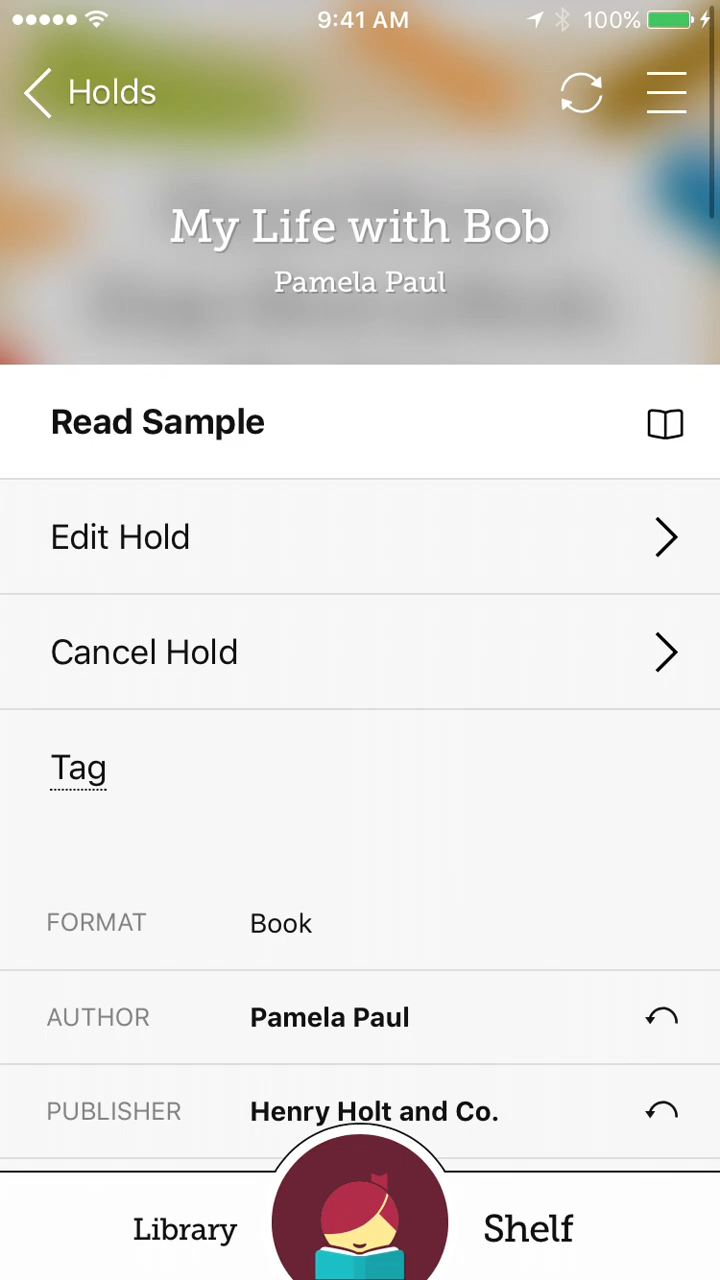 9:41 AM 100%
Holds
My Life with Bob
Pamela Paul
Read Sample
Edit Hold
Cancel Hold
Tag
FORMAT Book
AUTHOR Pamela Paul
PUBLISHER Henry Holt and Co.
Library Shelf